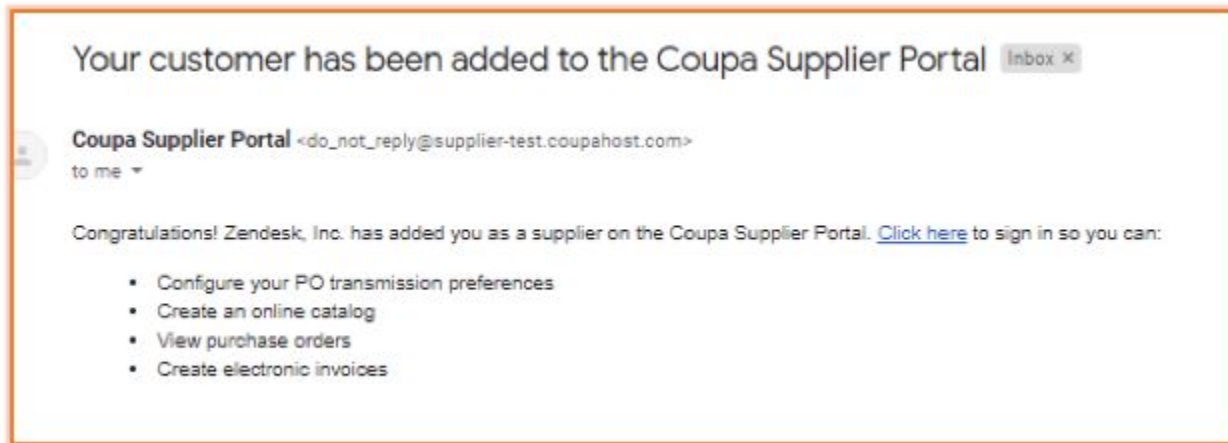 Your customer has been added to the Coupa Supplier Portal Inbox ×
Coupa Supplier Portal <do_not_reply@supplier-test.coupahost.com>
to me
Congratulations! Zendesk, Inc. has added you as a supplier on the Coupa Supplier Portal. Click here to sign in so you can:
• Configure your PO transmission preferences
• Create an online catalog
• View purchase orders
• Create electronic invoices